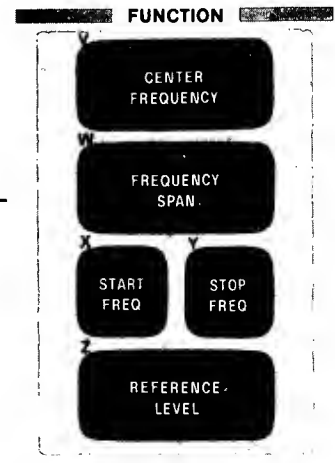 FUNCTION
V
CENTER
FREQUENCY
W
FREQUENCY
SPAN
X Y
START STOP
FREQ FREQ
Z
REFERENCE
LEVEL